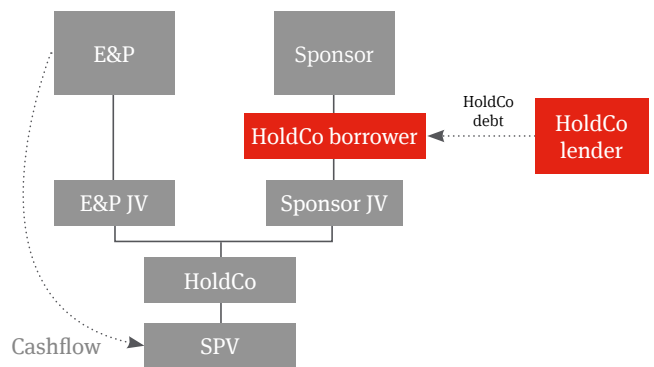 E&P
Sponsor
HoldCo
debt
HoldCo borrower
HoldCo
lender
E&P JV
Sponsor JV
HoldCo
Cashflow
SPV